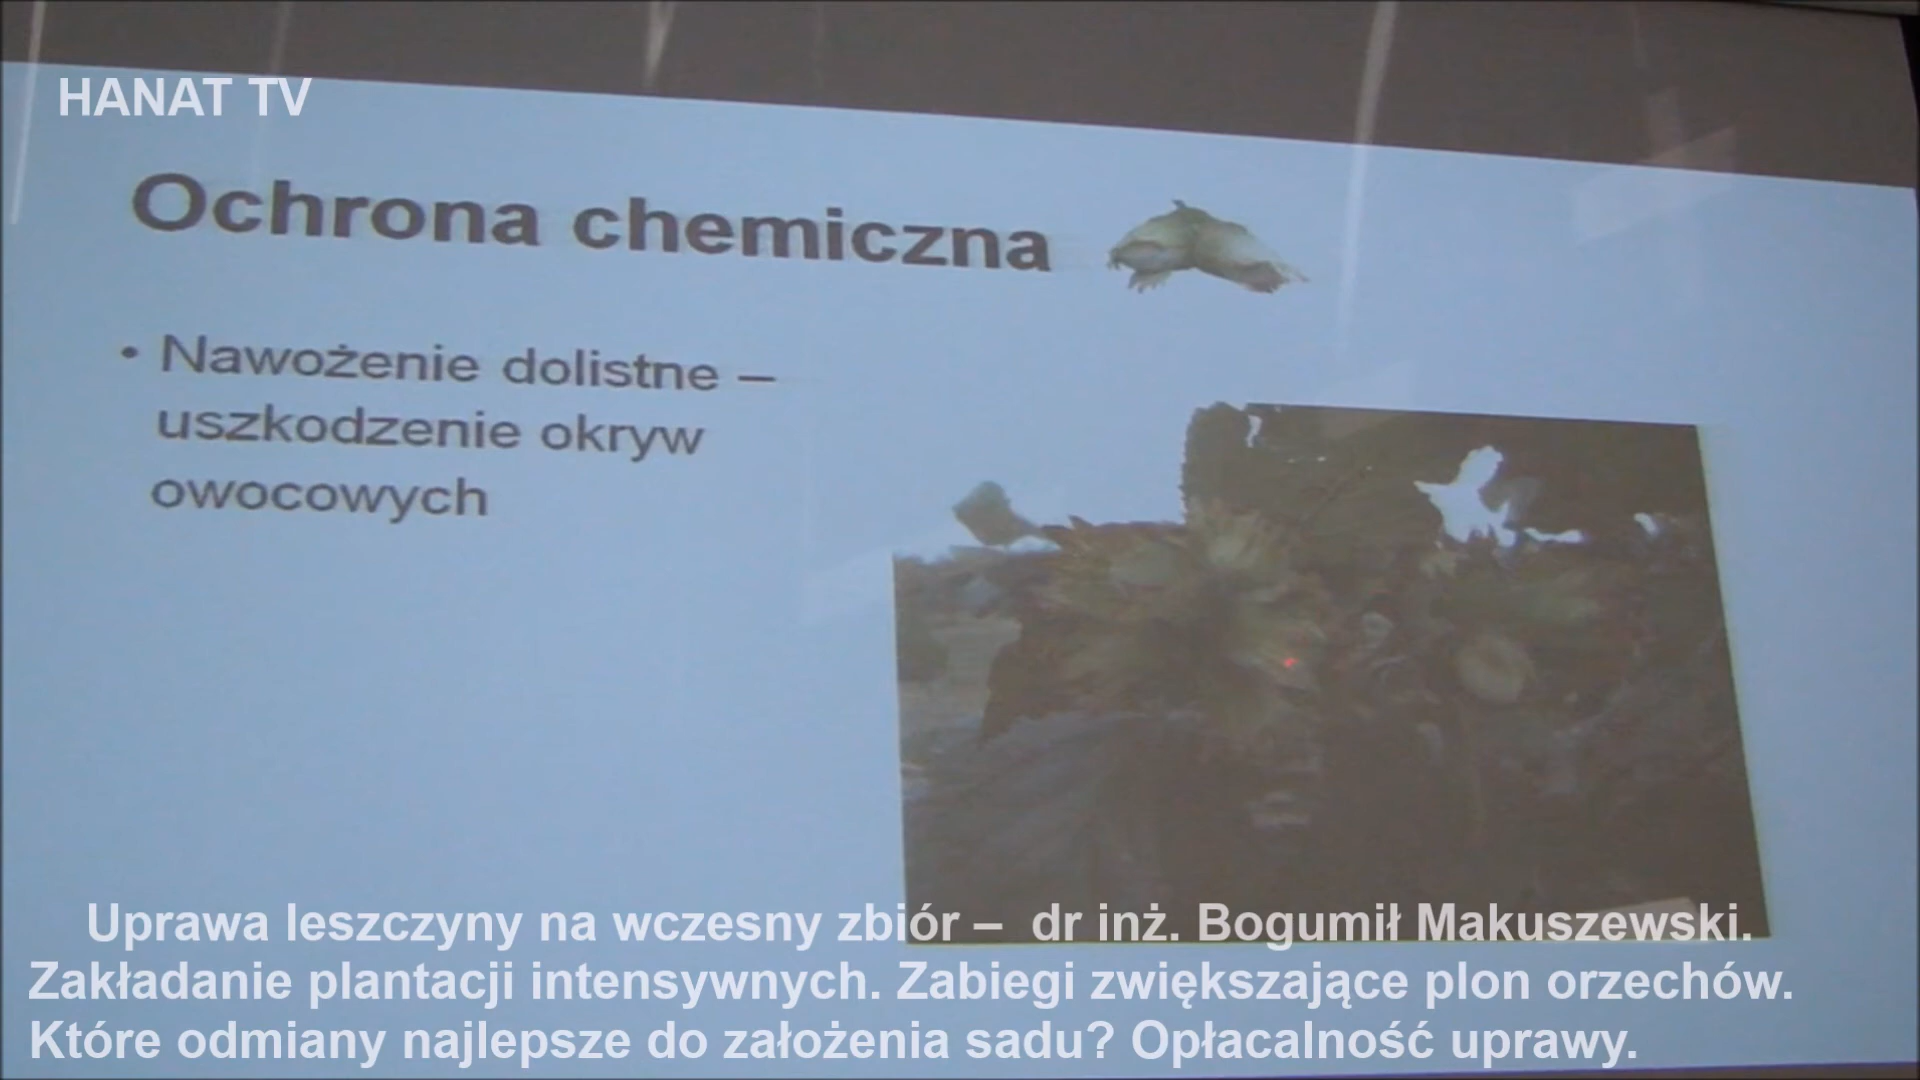 HANAT TV
Ochrona chemiczna
• Nawożenie dolistne –
uszkodzenie okryw
owocowych
Uprawa leszczyny na wczesny zbiór – dr inż. Bogumił Makuszewski.
Zakładanie plantacji intensywnych. Zabiegi zwiększające plon orzechów.
Które odmiany najlepsze do założenia sadu? Opłacalność uprawy.